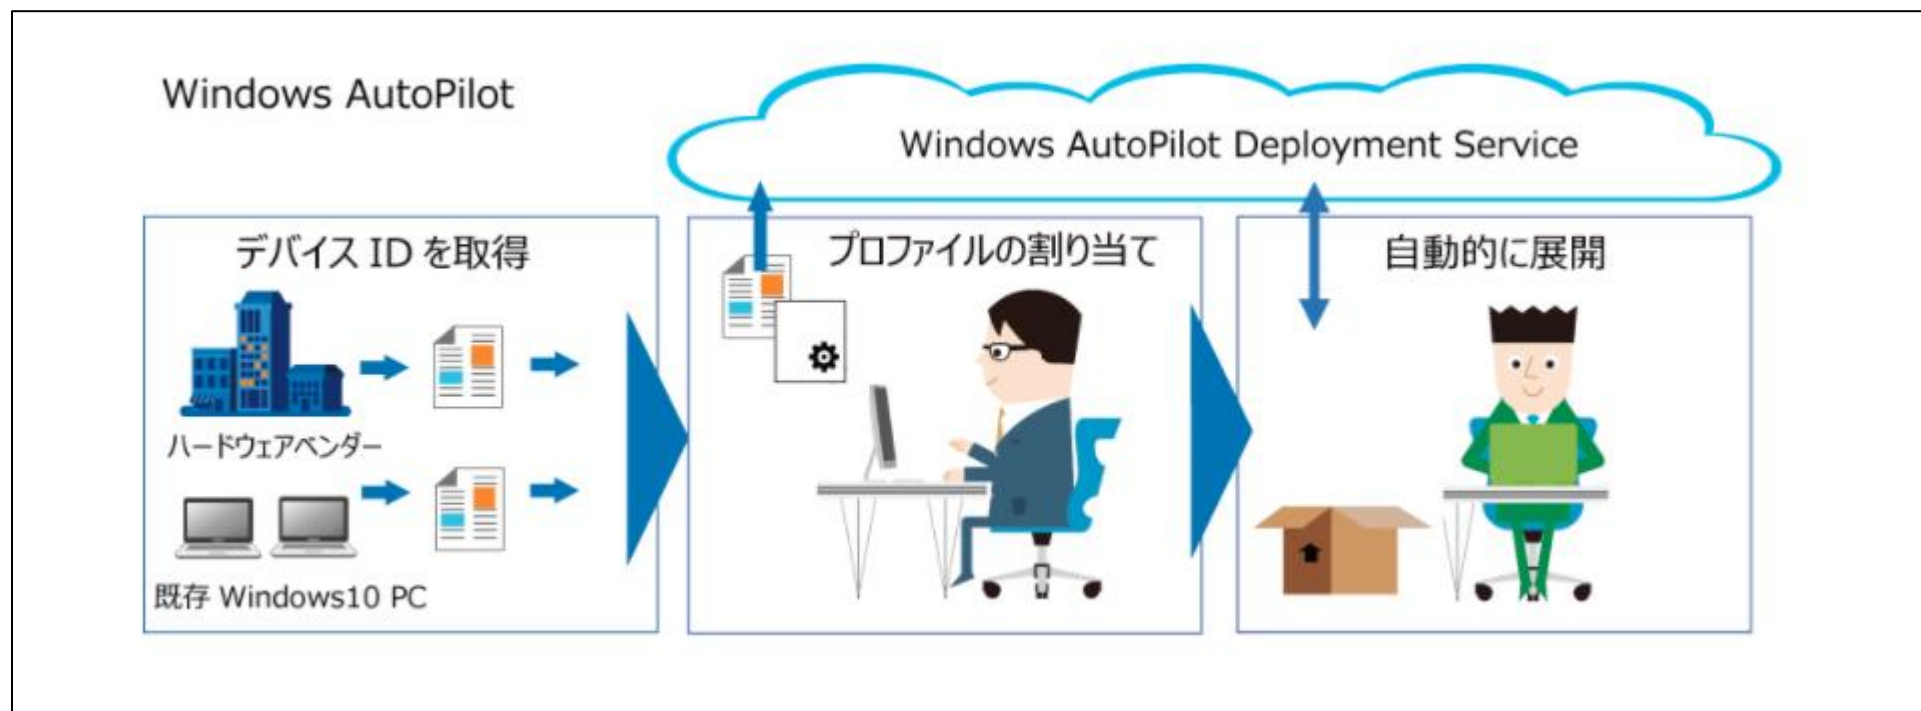 Windows AutoPilot
Windows AutoPilot Deployment Service
デバイス ID を取得
ハードウェアベンダー
既存 Windows10 PC
プロファイルの割り当て
自動的に展開